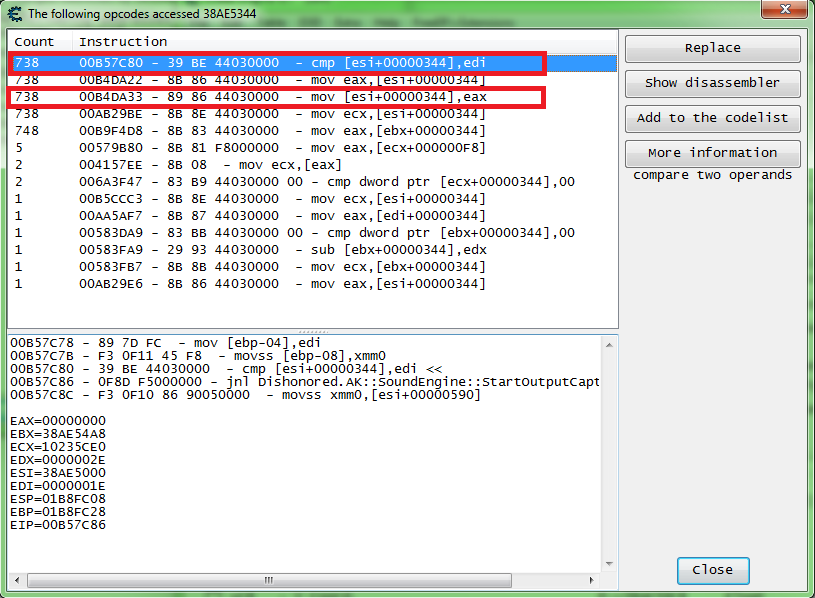 The following opcodes accessed 38AE5344
Count Instruction
738 00B57C80 - 39 BE 44030000 - cmp [esi+00000344],edi
738 00B4DA22 - 8B 86 44030000 - mov eax,[esi+00000344]
738 00B4DA33 - 89 86 44030000 - mov [esi+00000344],eax
738 00AB29BE - 8B 8E 44030000 - mov ecx,[esi+00000344]
748 00B9F4D8 - 8B 83 44030000 - mov eax,[ebx+00000344]
5 00579B80 - 8B 81 F8000000 - mov eax,[ecx+000000F8]
2 004157EE - 8B 08 - mov ecx,[eax]
2 006A3F47 - 83 B9 44030000 00 - cmp dword ptr [ecx+00000344],00
1 00B5CCC3 - 8B 8E 44030000 - mov ecx,[esi+00000344]
1 00AA5AF7 - 8B 87 44030000 - mov eax,[edi+00000344]
1 00583DA9 - 83 BB 44030000 00 - cmp dword ptr [ebx+00000344],00
1 00583FA9 - 29 93 44030000 - sub [ebx+00000344],edx
1 00583FB7 - 8B 8B 44030000 - mov ecx,[ebx+00000344]
1 00AB29E6 - 8B 86 44030000 - mov eax,[esi+00000344]
Replace
Show disassembler
Add to the codelist
More information
compare two operands
00B57C78 - 89 7D FC - mov [ebp-04],edi
00B57C7B - F3 0F11 45 F8 - movss [ebp-08],xmm0
00B57C80 - 39 BE 44030000 - cmp [esi+00000344],edi <<
00B57C86 - 0F8D F5000000 - jnl Dishonored.AK::SoundEngine::StartOutputCapt
00B57C8C - F3 0F10 86 90050000 - movss xmm0,[esi+00000590]
EAX=00000000
EBX=38AE54A8
ECX=10235CE0
EDX=0000002E
ESI=38AE5000
EDI=0000001E
ESP=01B8FC08
EBP=01B8FC28
EIP=00B57C86
Close